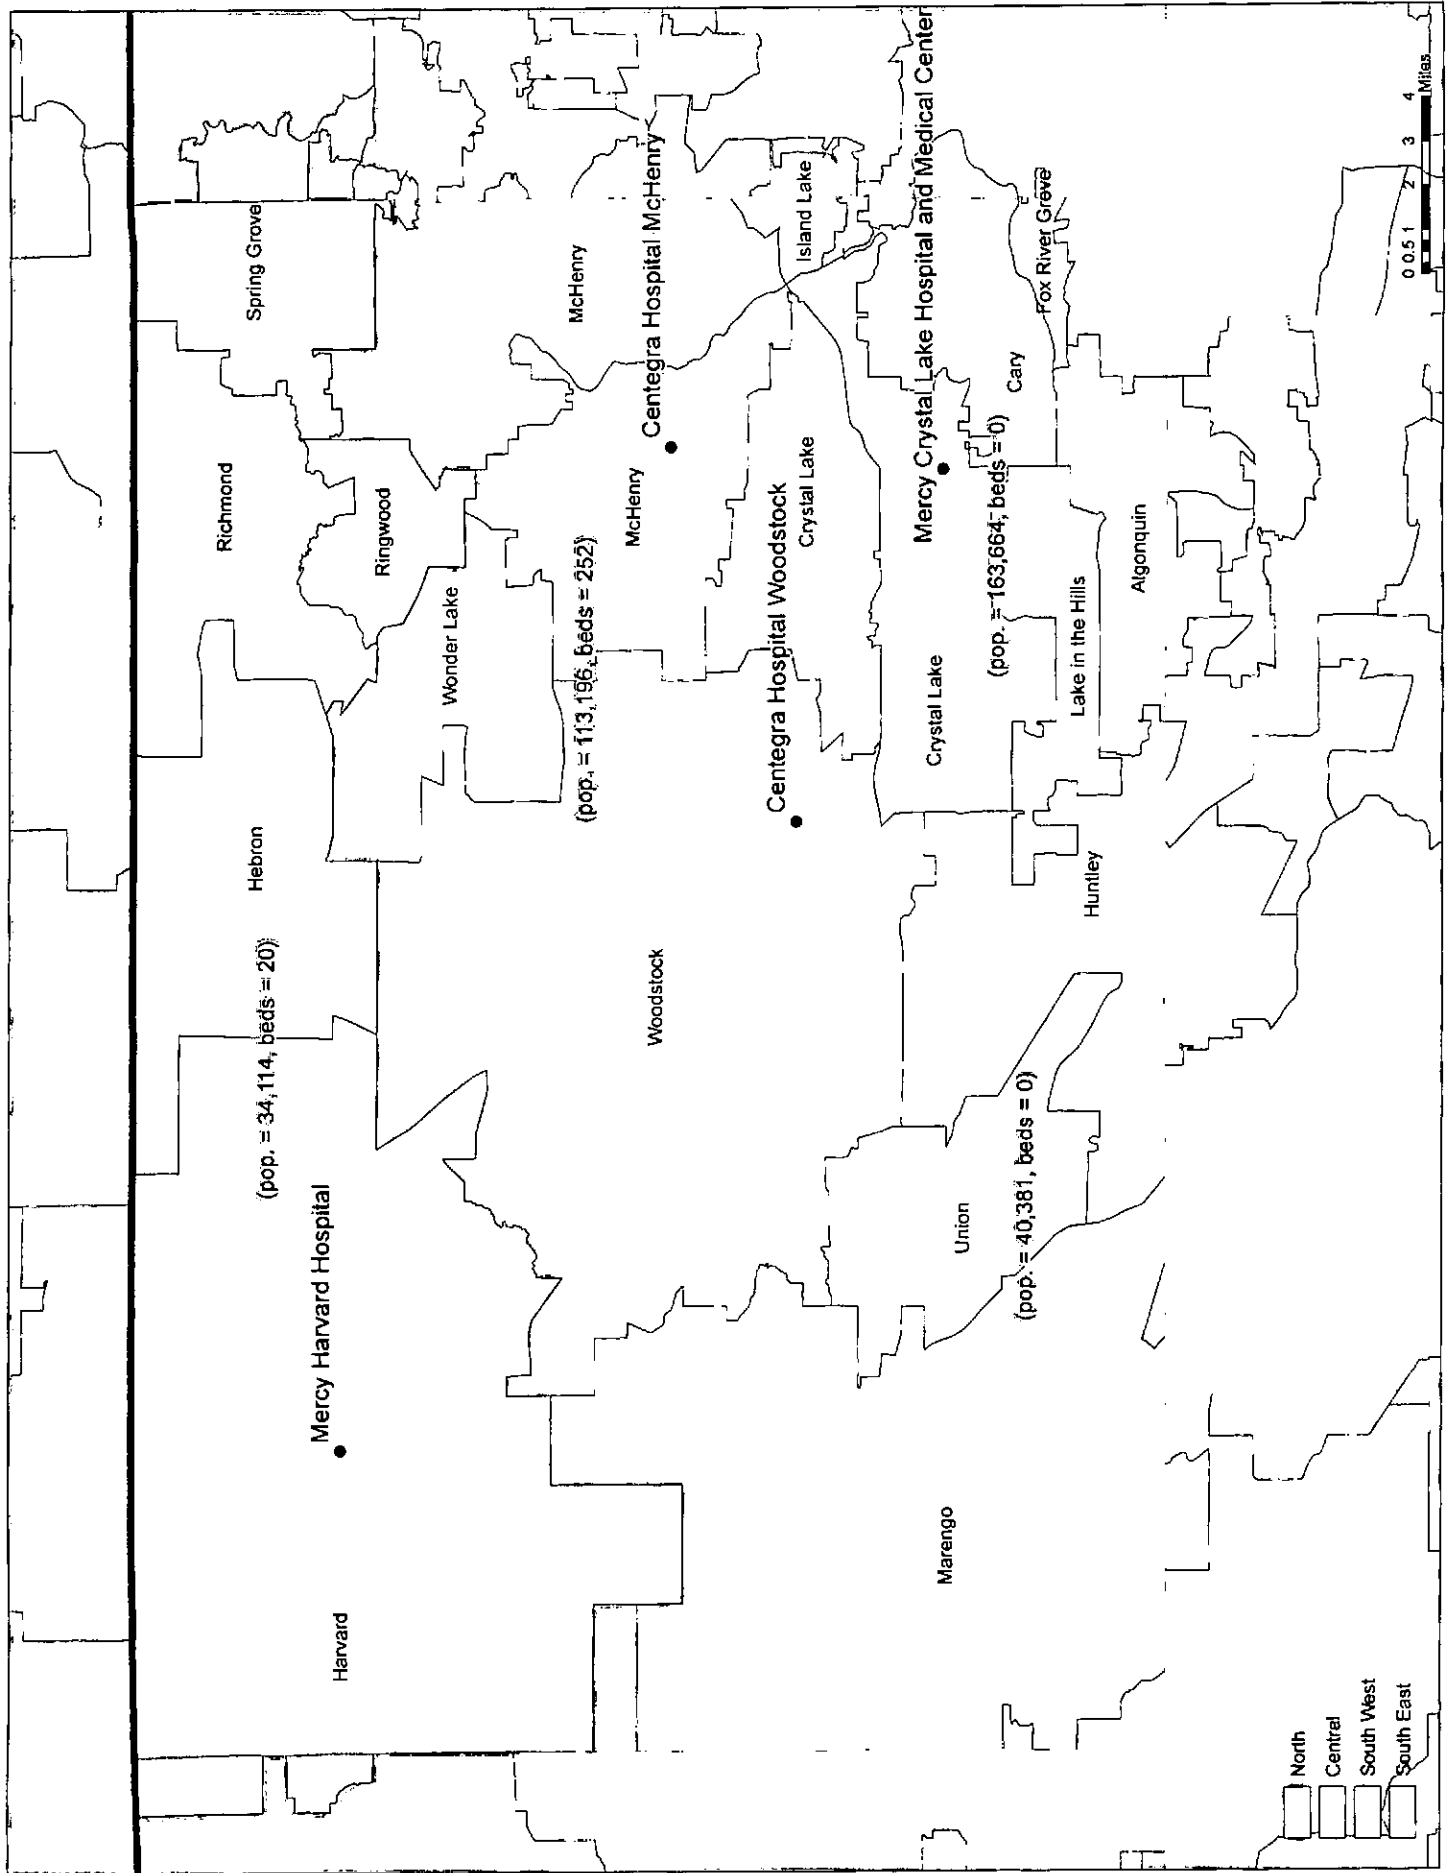 Spring Grove
Richmond
Hebron
(pop. = 34,114, beds = 20)
Mercy Harvard Hospital
Harvard
Ringwood
Wonder Lake
McHenry
Centegra Hospital McHenry
McHenry
(pop. = 113,196, beds = 252)
Woodstock
Island Lake
Crystal Lake
Centegra Hospital Woodstock
Mercy Crystal Lake Hospital and Medical Center
Crystal Lake
Cary
Fox River Grove
(pop. = 163,664, beds = 0)
Lake in the Hills
Algonquin
Huntley
Union
(pop. = 40,381, beds = 0)
Marengo
North
Centrel
South West
South East
0 0.5 1 2 3 4
Miles